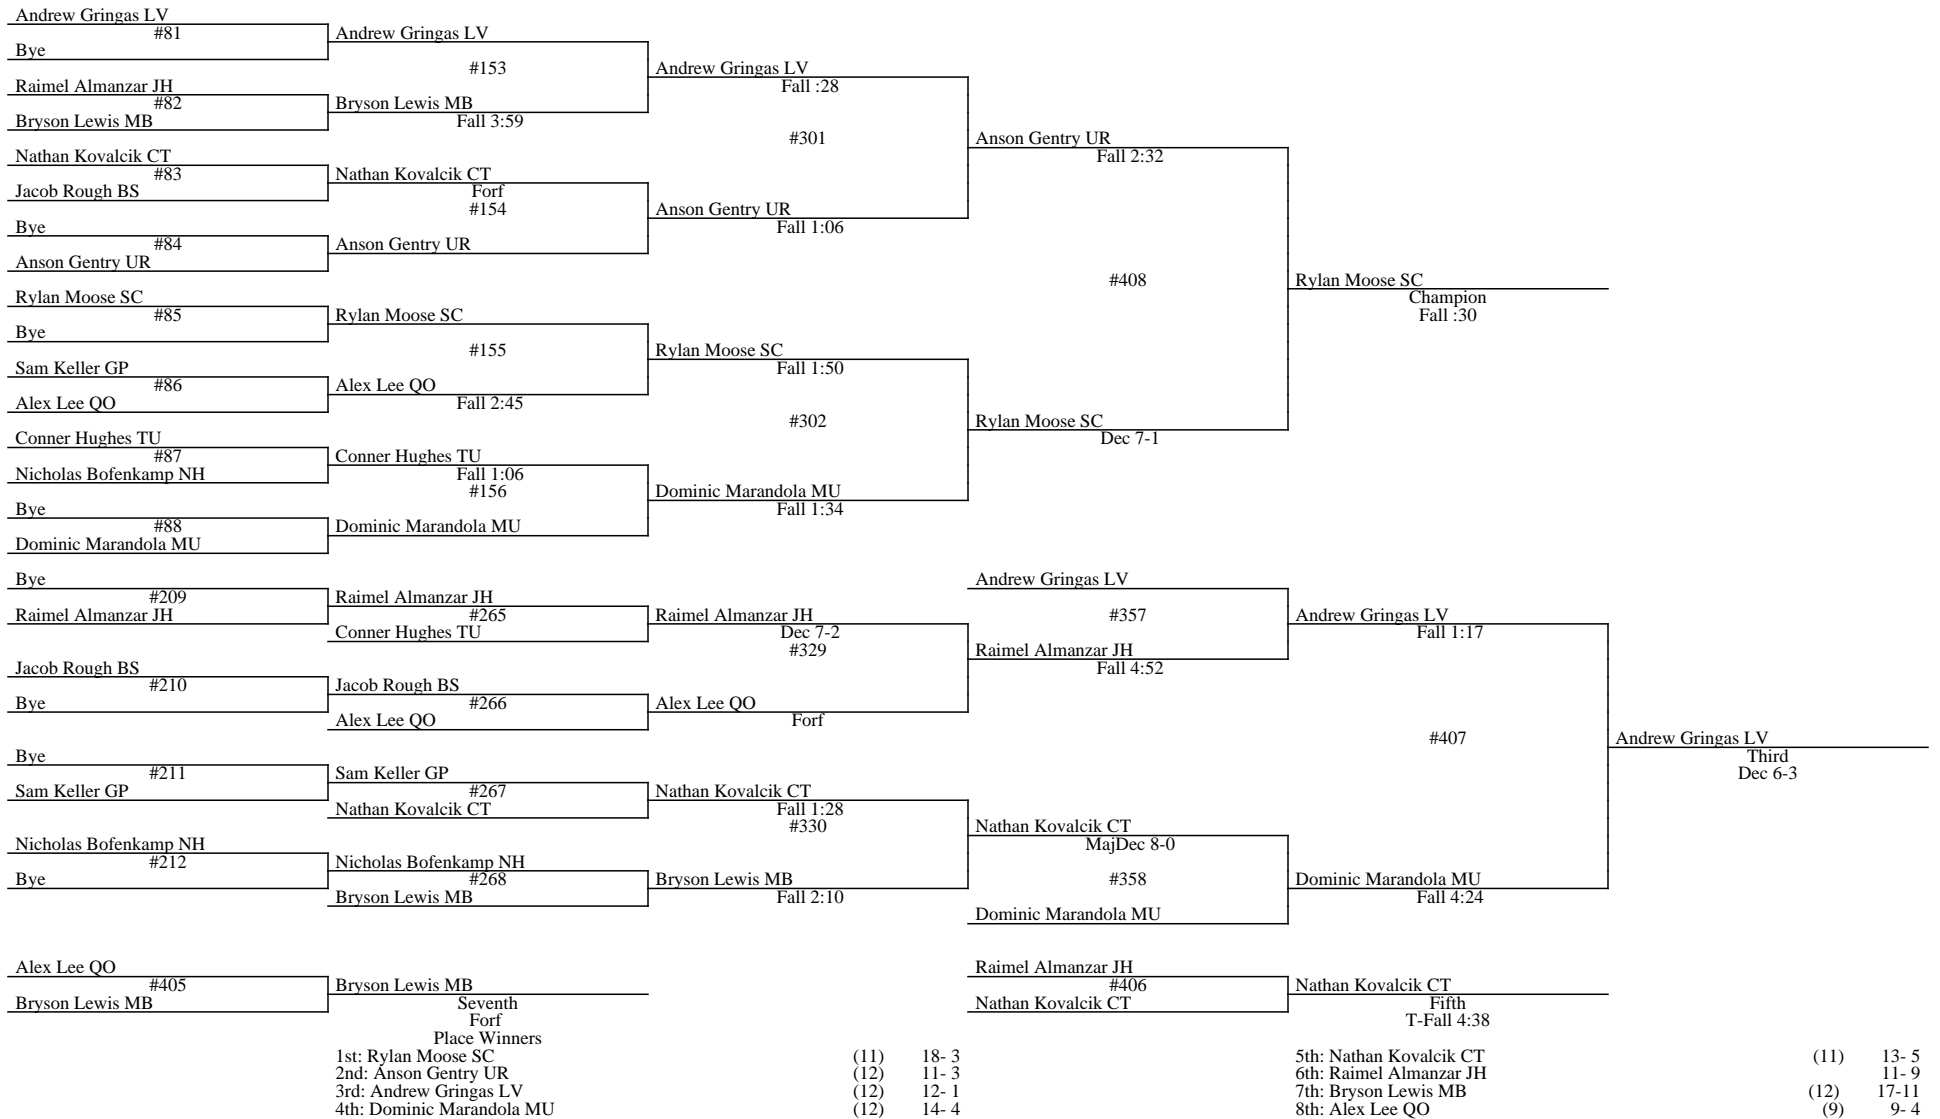 Andrew Gringas LV
#81
Bye
Andrew Gringas LV
#153
Raimel Almanzar JH
#82
Bryson Lewis MB
Bryson Lewis MB
Fall 3:59
Andrew Gringas LV
Fall :28
#301
Nathan Kovalcik CT
#83
Jacob Rough BS
Nathan Kovalcik CT
Forf
#154
Bye
#84
Anson Gentry UR
Anson Gentry UR
Anson Gentry UR
Fall 1:06
Anson Gentry UR
Fall 2:32
#408
Rylan Moose SC
#85
Bye
Rylan Moose SC
#155
Sam Keller GP
#86
Alex Lee QO
Alex Lee QO
Fall 2:45
Rylan Moose SC
Fall 1:50
#302
Conner Hughes TU
#87
Nicholas Bofenkamp NH
Conner Hughes TU
Fall 1:06
#156
Bye
#88
Dominic Marandola MU
Dominic Marandola MU
Dominic Marandola MU
Fall 1:34
Rylan Moose SC
Dec 7-1
Rylan Moose SC
Champion
Fall :30
Bye
#209
Raimel Almanzar JH
Raimel Almanzar JH
#265
Conner Hughes TU
Raimel Almanzar JH
Dec 7-2
#329
Jacob Rough BS
#210
Bye
Jacob Rough BS
#266
Alex Lee QO
Alex Lee QO
Forf
Andrew Gringas LV
#357
Raimel Almanzar JH
Fall 4:52
Andrew Gringas LV
Fall 1:17
#407
Bye
#211
Sam Keller GP
Sam Keller GP
#267
Nathan Kovalcik CT
Nathan Kovalcik CT
Fall 1:28
#330
Nicholas Bofenkamp NH
#212
Bye
Nicholas Bofenkamp NH
#268
Bryson Lewis MB
Bryson Lewis MB
Fall 2:10
Nathan Kovalcik CT
MajDec 8-0
#358
Dominic Marandola MU
Dominic Marandola MU
Fall 4:24
Andrew Gringas LV
Third
Dec 6-3
Alex Lee QO
#405
Bryson Lewis MB
Bryson Lewis MB
Seventh
Forf
Raimel Almanzar JH
#406
Nathan Kovalcik CT
Nathan Kovalcik CT
Fifth
T-Fall 4:38
Place Winners
1st: Rylan Moose SC (11) 18- 3
2nd: Anson Gentry UR (12) 11- 3
3rd: Andrew Gringas LV (12) 12- 1
4th: Dominic Marandola MU (12) 14- 4
5th: Nathan Kovalcik CT (11) 13- 5
6th: Raimel Almanzar JH 11- 9
7th: Bryson Lewis MB (12) 17-11
8th: Alex Lee QO (9) 9- 4